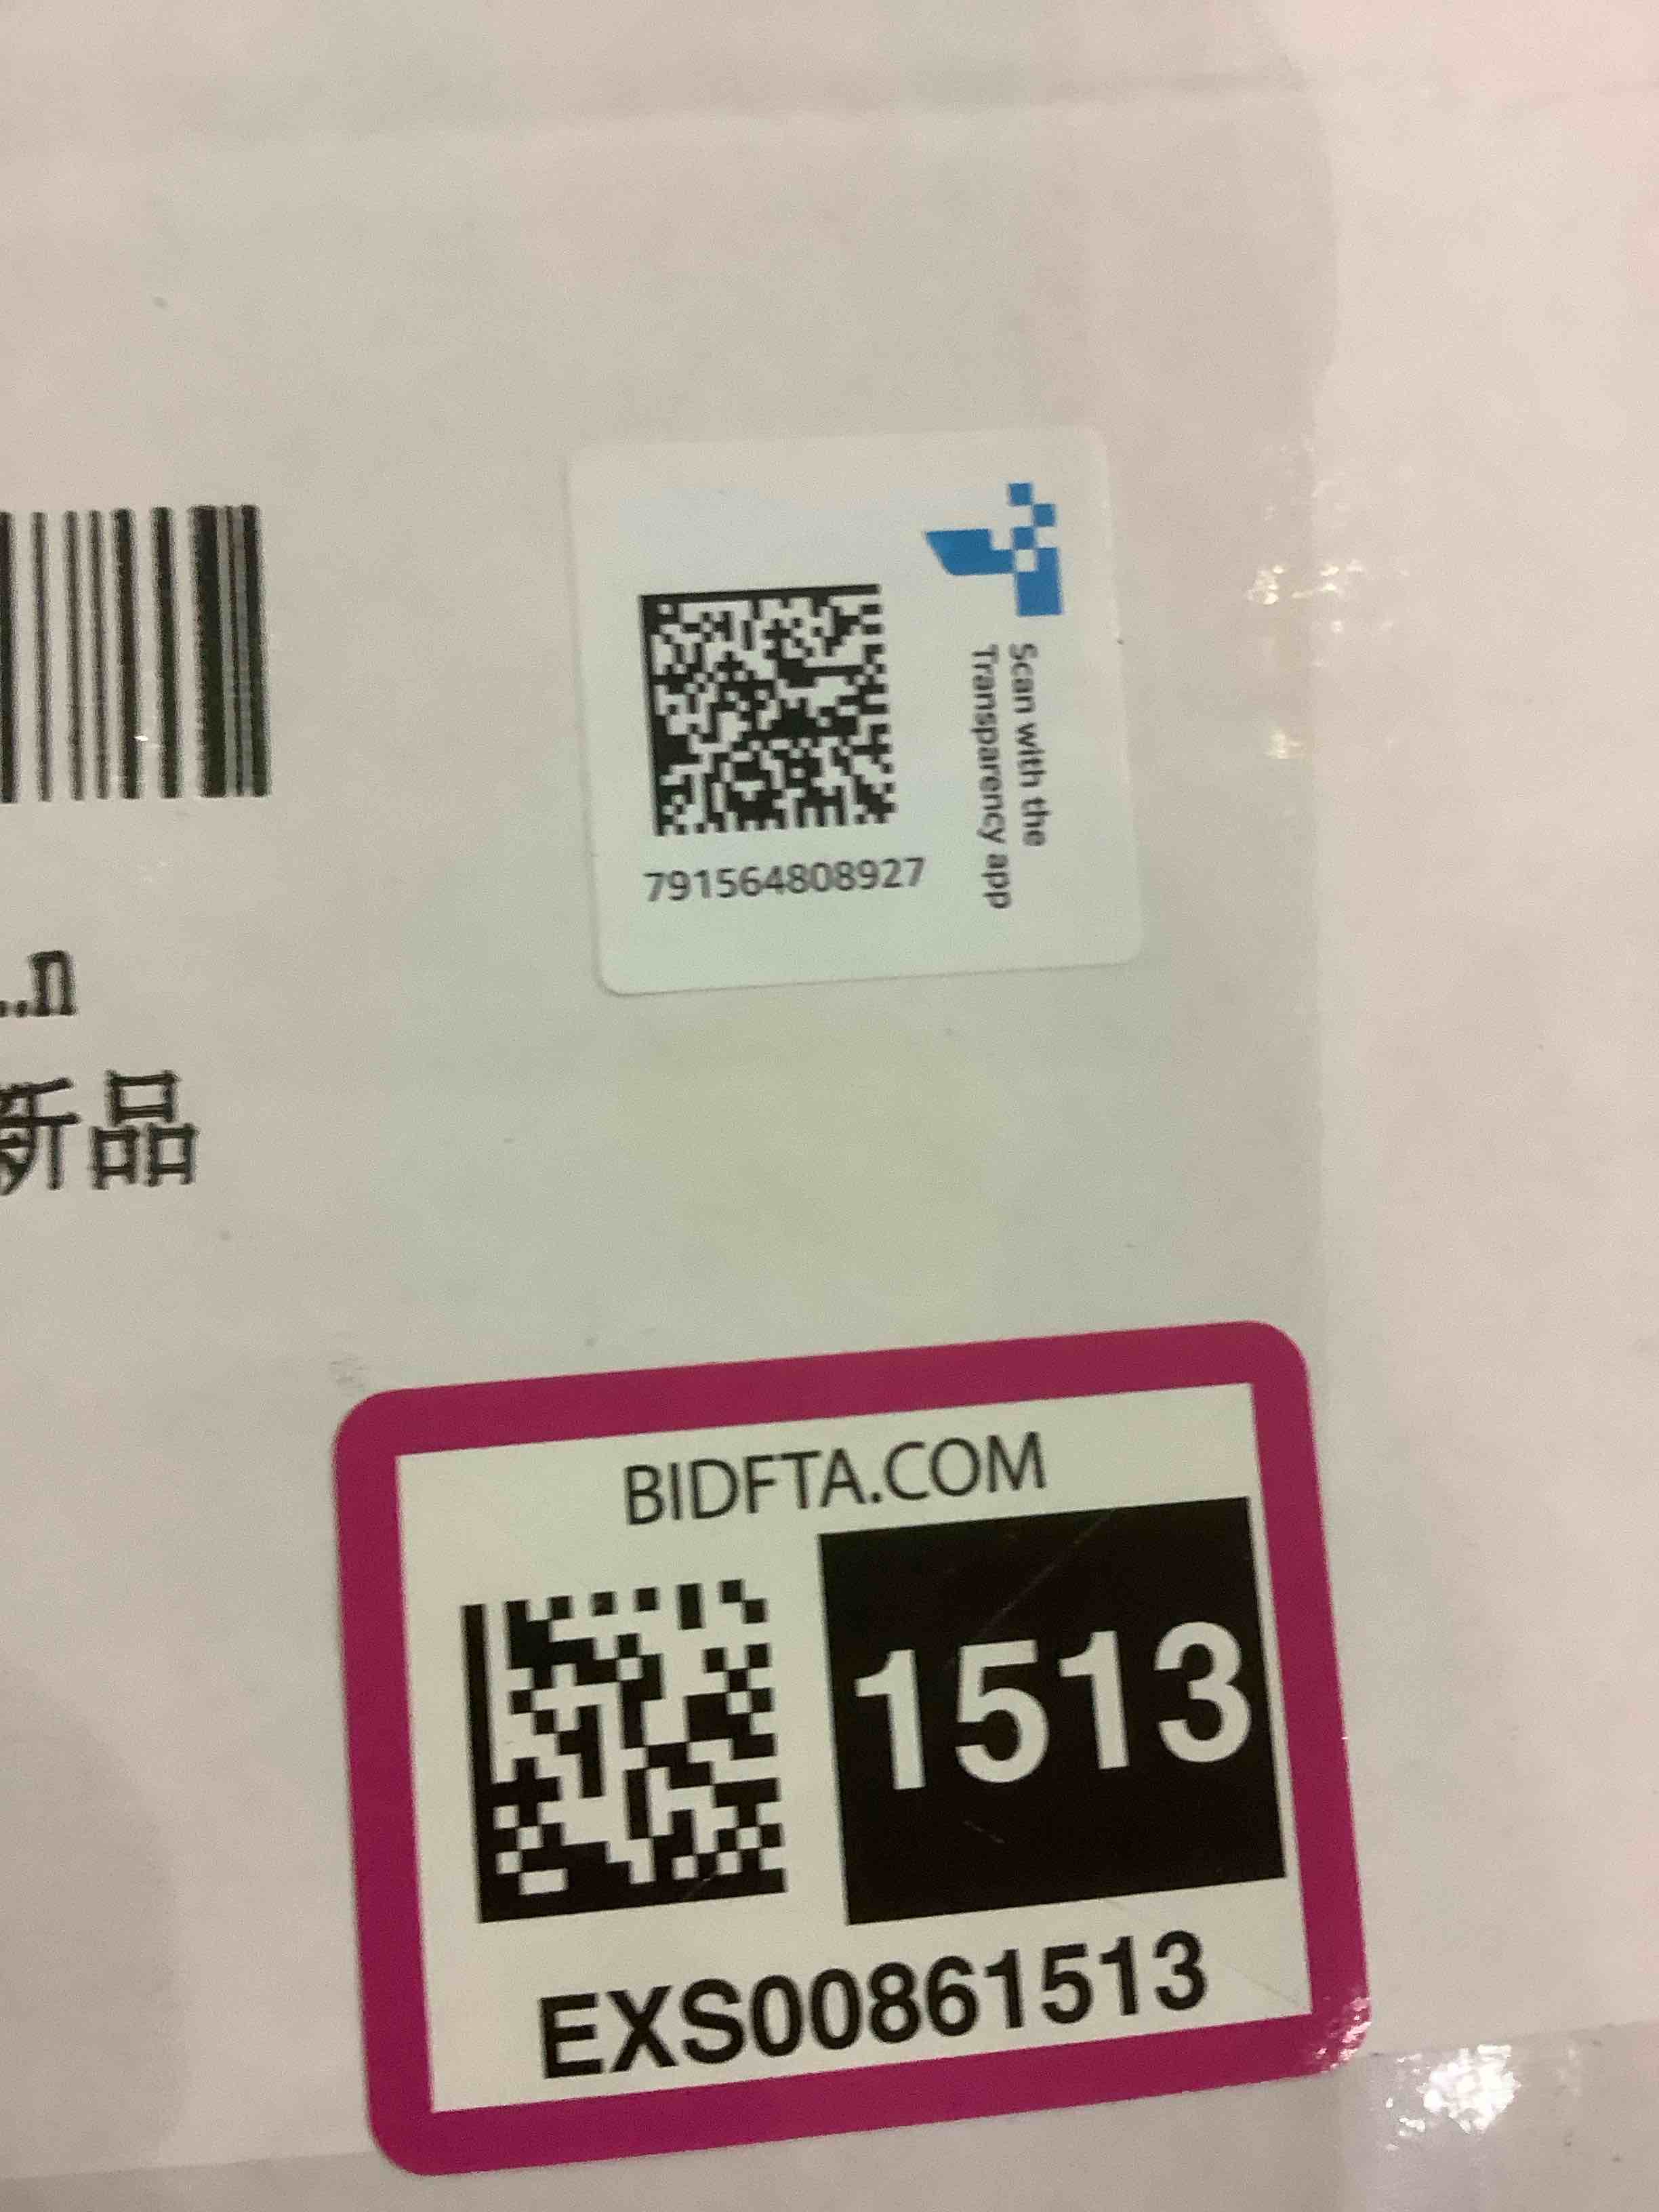 Scan with the
Transparency app
791564808927
..n
新品
BIDFTA.COM
1513
EXS00861513